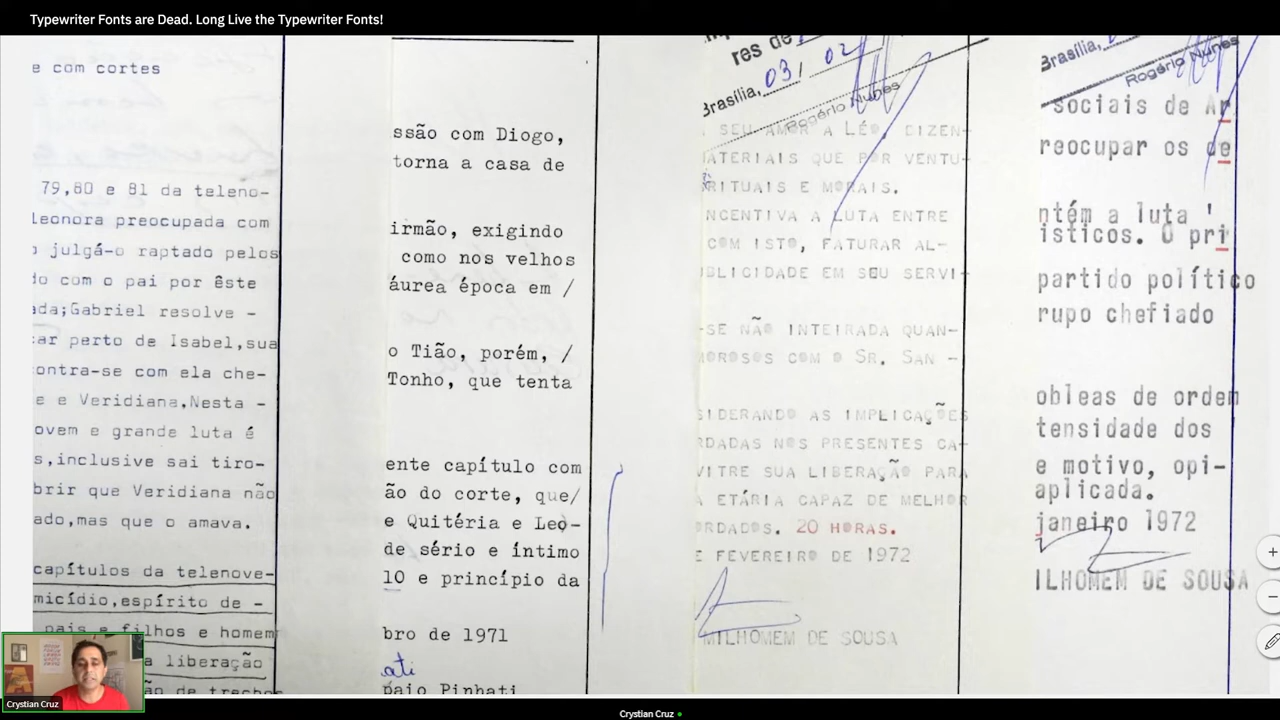 Typewriter Fonts are Dead. Long Live the Typewriter Fonts!
e com cortes
79,80 e 81 da teleno-
Leonora preocupada com
julgá-o raptado pelos
do com o pai por êste
ada;Gabriel resolve -
car perto de Isabel,sua
ontra-se com ela che-
e e Veridiana,Nesta -
ovem e grande luta é
s,inclusive sai tiro-
brir que Veridiana não
ado,mas que o amava.
capítulos da telenove-
micídio,espírito de -
pais e filhos e homem
a liberação
ão de trecho
ssão com Diogo,
torna a casa de
irmão, exigindo
como nos velhos
áurea época em /
o Tião, porém, /
Tonho, que tenta
ente capítulo com
ão do corte, que/
e Quitéria e Leo-
de sério e íntimo
10 e princípio da
bro de 1971
ati
paio Pinhati
res de
Brasília, 03/ 02
Rogério Nunes
SEU AMOR A LÉO, DIZEN-
ATERIAIS QUE POR VENTU-
RITUAIS E MORAIS.
NCENTIVA A LUTA ENTRE
COM ISTO, FATURAR AL-
BLICIDADE EM SEU SERVI-
-SE NÃO INTEIRADA QUAN-
MOROSOS COM O SR. SAN -
SIDERANDO AS IMPLICAÇÕES
RDADAS NOS PRESENTES CA-
VITRE SUA LIBERAÇÃO PARA
A ETÁRIA CAPAZ DE MELHOR
ORDADOS. 20 HORAS.
E FEVEREIRO DE 1972
MILHOMEM DE SOUSA
Brasília,
Rogério Nunes
sociais de Ar
reocupar os de
ntém a luta '
ísticos. O pri
partido político
rupo chefiado
obleas de ordem
tensidade dos
e motivo, opi-
aplicada.
janeiro 1972
ILHOMEM DE SOUSA
Crystian Cruz
Crystian Cruz